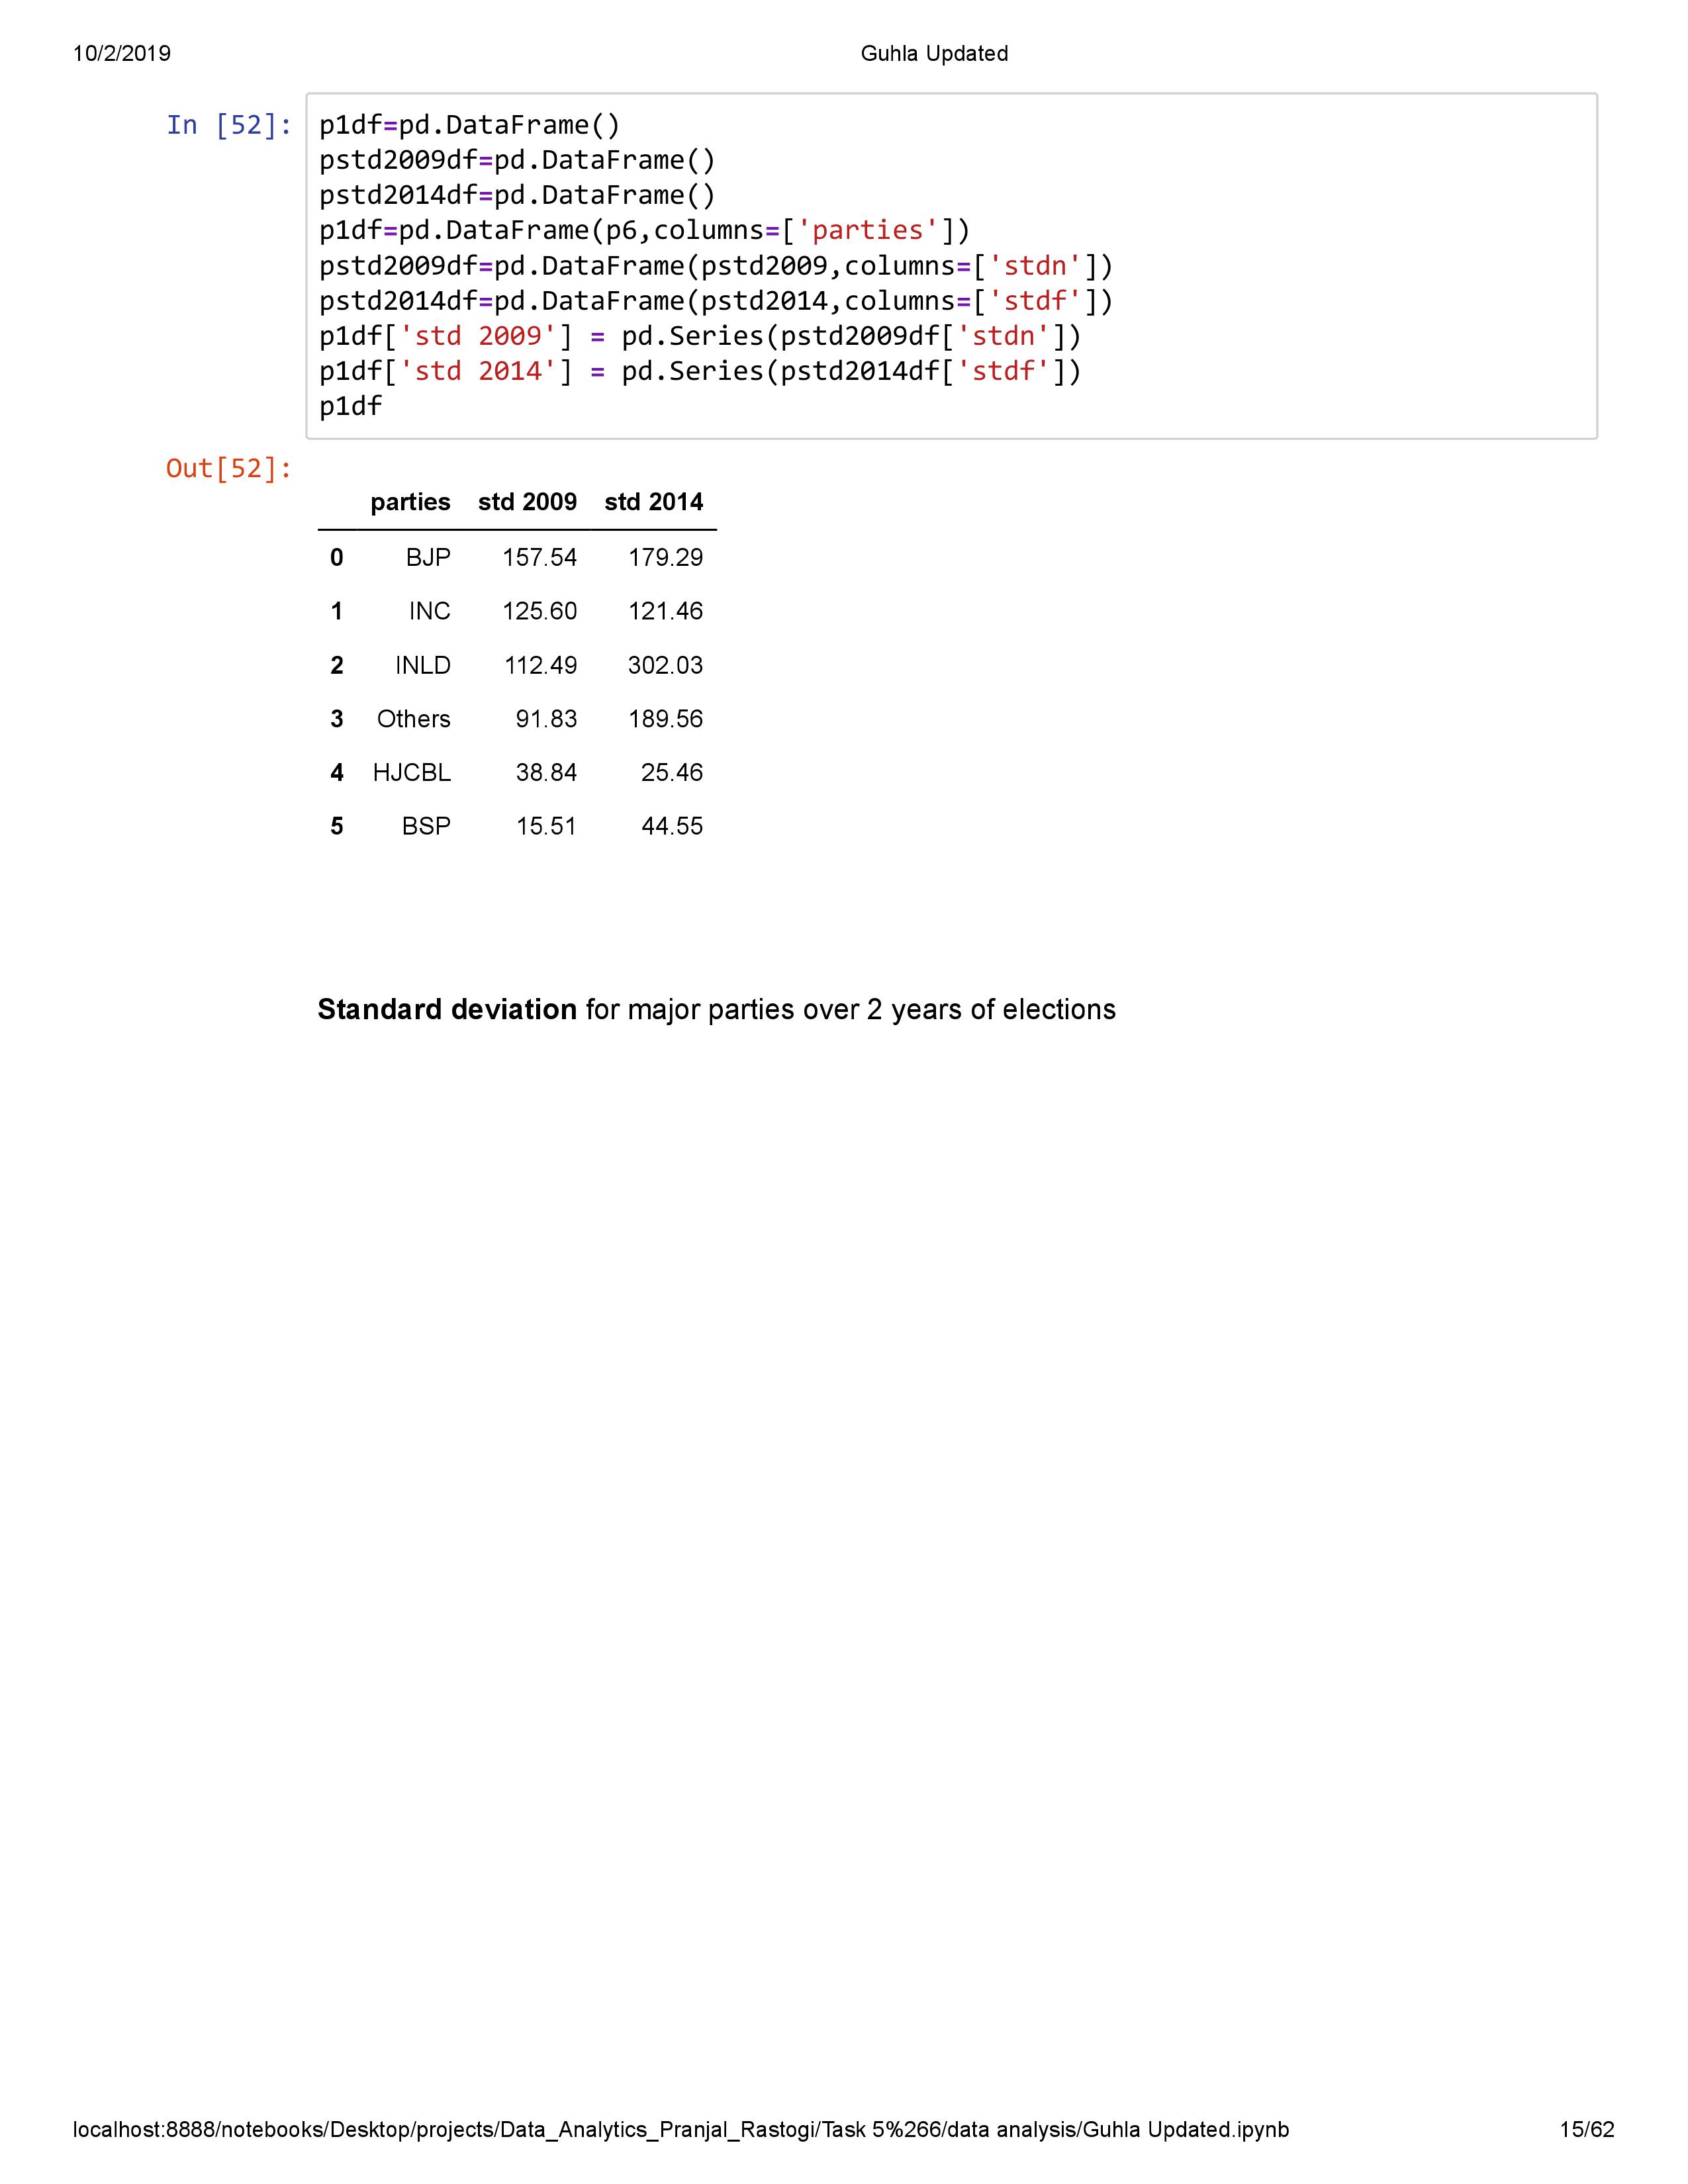 10/2/2019 Guhla Updated
In [52]: p1df=pd.DataFrame()
pstd2009df=pd.DataFrame()
pstd2014df=pd.DataFrame()
p1df=pd.DataFrame(p6,columns=['parties'])
pstd2009df=pd.DataFrame(pstd2009,columns=['stdn'])
pstd2014df=pd.DataFrame(pstd2014,columns=['stdf'])
p1df['std 2009'] = pd.Series(pstd2009df['stdn'])
p1df['std 2014'] = pd.Series(pstd2014df['stdf'])
p1df
Out[52]:
parties std 2009 std 2014
0 BJP 157.54 179.29
1 INC 125.60 121.46
2 INLD 112.49 302.03
3 Others 91.83 189.56
4 HJCBL 38.84 25.46
5 BSP 15.51 44.55
Standard deviation for major parties over 2 years of elections
localhost:8888/notebooks/Desktop/projects/Data_Analytics_Pranjal_Rastogi/Task 5%266/data analysis/Guhla Updated.ipynb 15/62